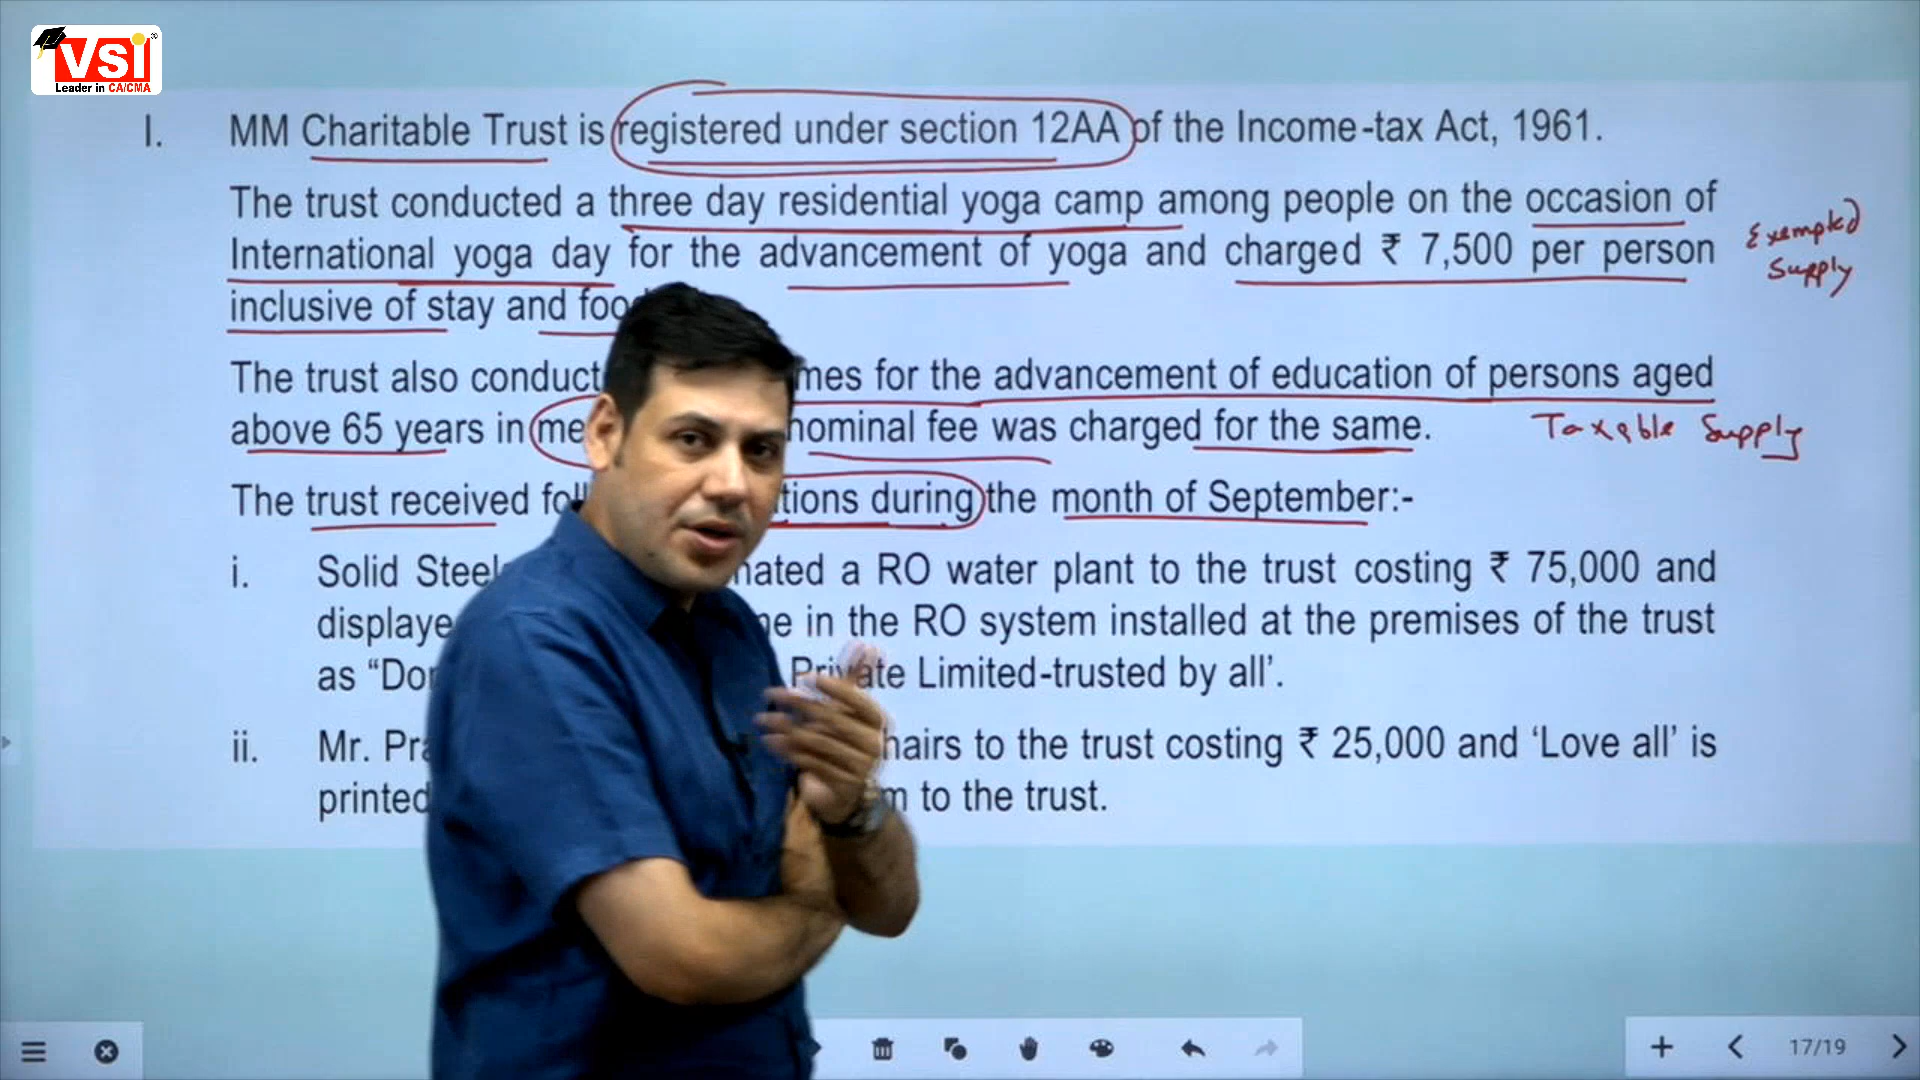 VSI
Leader in CA/CMA
I. MM Charitable Trust is registered under section 12AA of the Income-tax Act, 1961.
The trust conducted a three day residential yoga camp among people on the occasion of
International yoga day for the advancement of yoga and charged ₹ 7,500 per person
Exempted
Supply
inclusive of stay and foo
The trust also conduct mes for the advancement of education of persons aged
above 65 years in me nominal fee was charged for the same.
Taxable Supply
The trust received fol tions during the month of September:-
i. Solid Steel nated a RO water plant to the trust costing ₹ 75,000 and
displaye e in the RO system installed at the premises of the trust
as “Don Private Limited-trusted by all’.
ii. Mr. Pra hairs to the trust costing ₹ 25,000 and ‘Love all’ is
printed m to the trust.
17/19